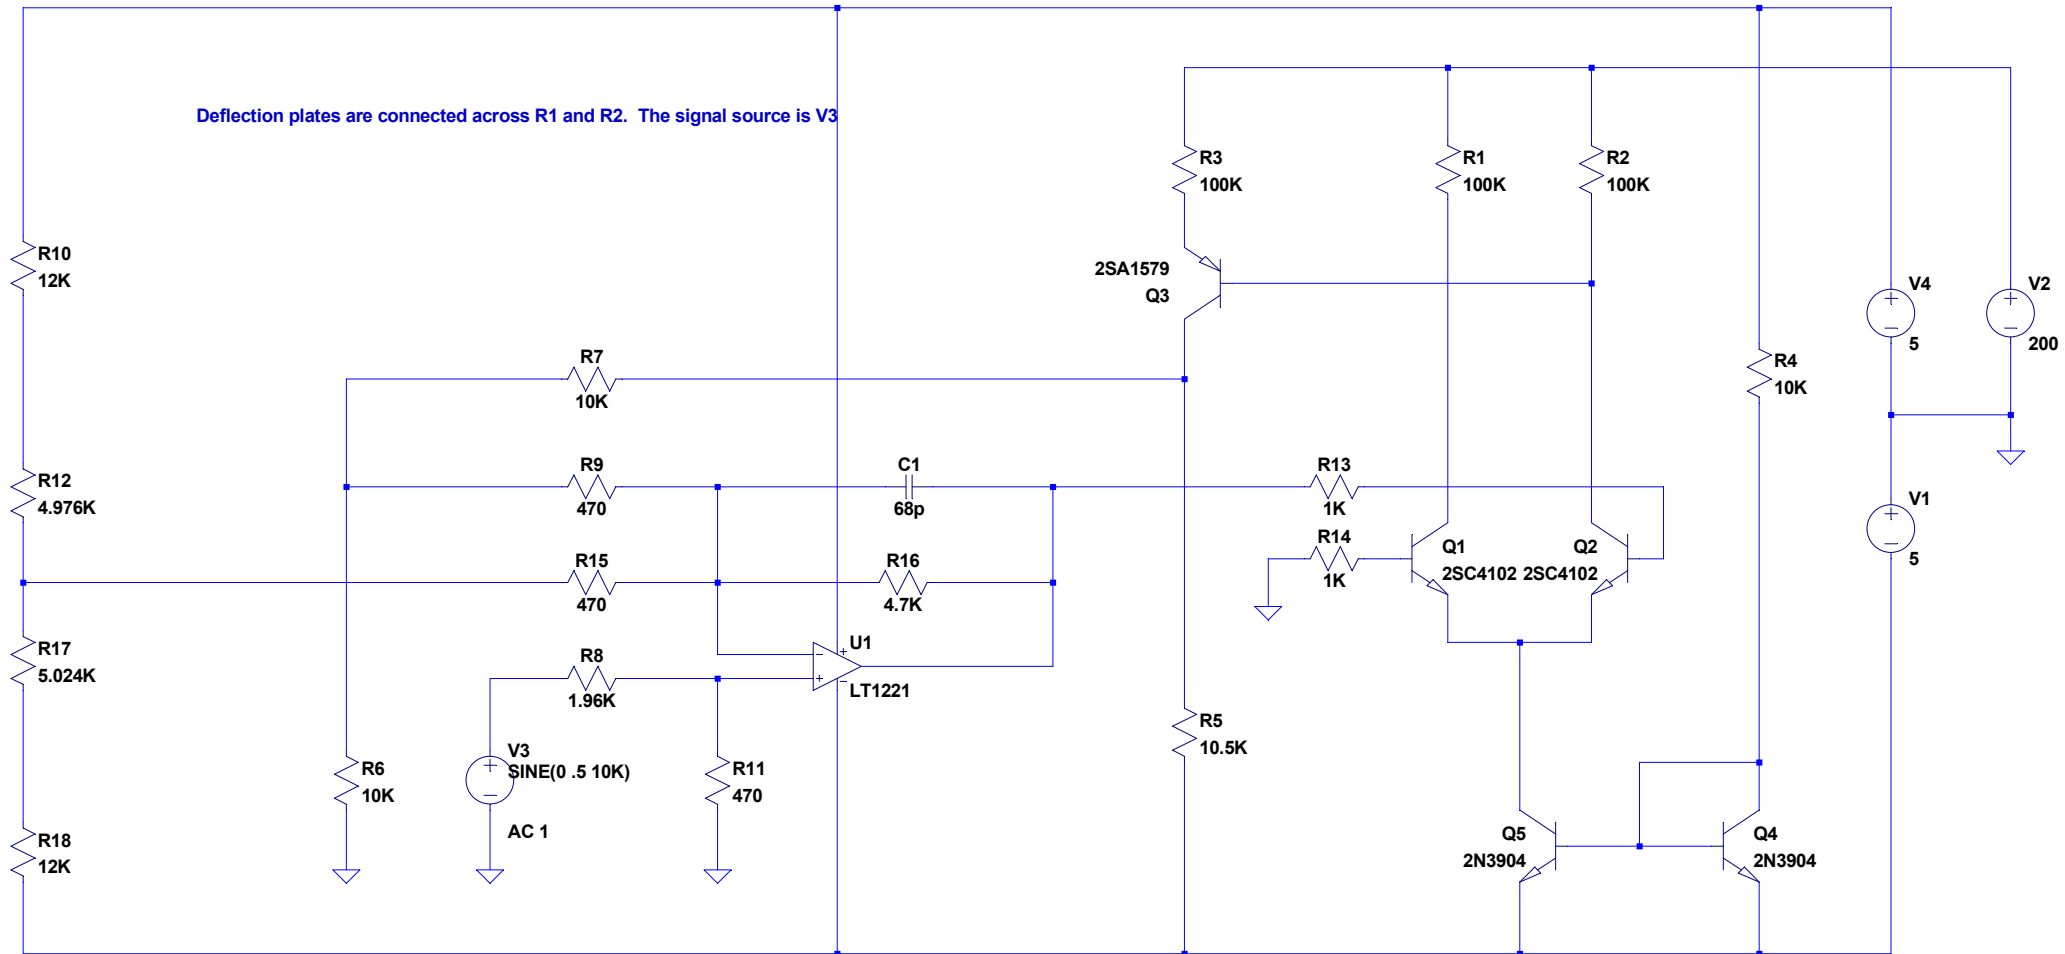 Deflection plates are connected across R1 and R2.  The signal source is V3
R3
100K
R1
100K
R2
100K
R10
12K
2SA1579
Q3
V4
5
V2
200
R7
10K
R4
10K
R12
4.976K
R9
470
C1
68p
R13
1K
V1
5
R14
1K
Q1
2SC4102
Q2
2SC4102
R15
470
R16
4.7K
R17
5.024K
R8
1.96K
U1
LT1221
R5
10.5K
R6
10K
V3
SINE(0 .5 10K)
AC 1
R11
470
R18
12K
Q5
2N3904
Q4
2N3904